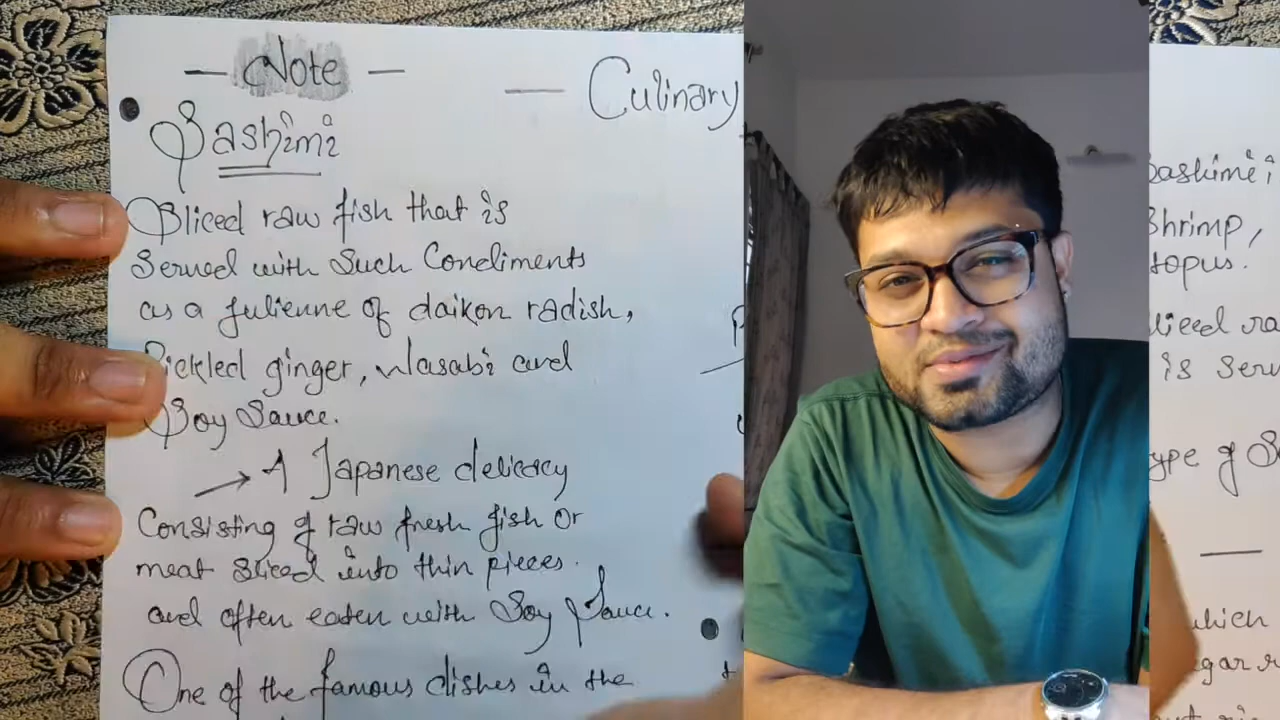 — Note —
— Culinary
Sashimi
Sliced raw fish that is
Served with Such Condiments
as a julienne of daikon radish,
Pickled ginger, Wasabi and
Soy Sauce.
→ A Japanese delicacy
Consisting of raw fresh fish or
meat sliced into thin pieces.
and often eaten with Soy Sauce.
One of the famous dishes in the
Sashimi;
Shrimp,
topus.
liced ra
is serv
ype of S
which
gar r